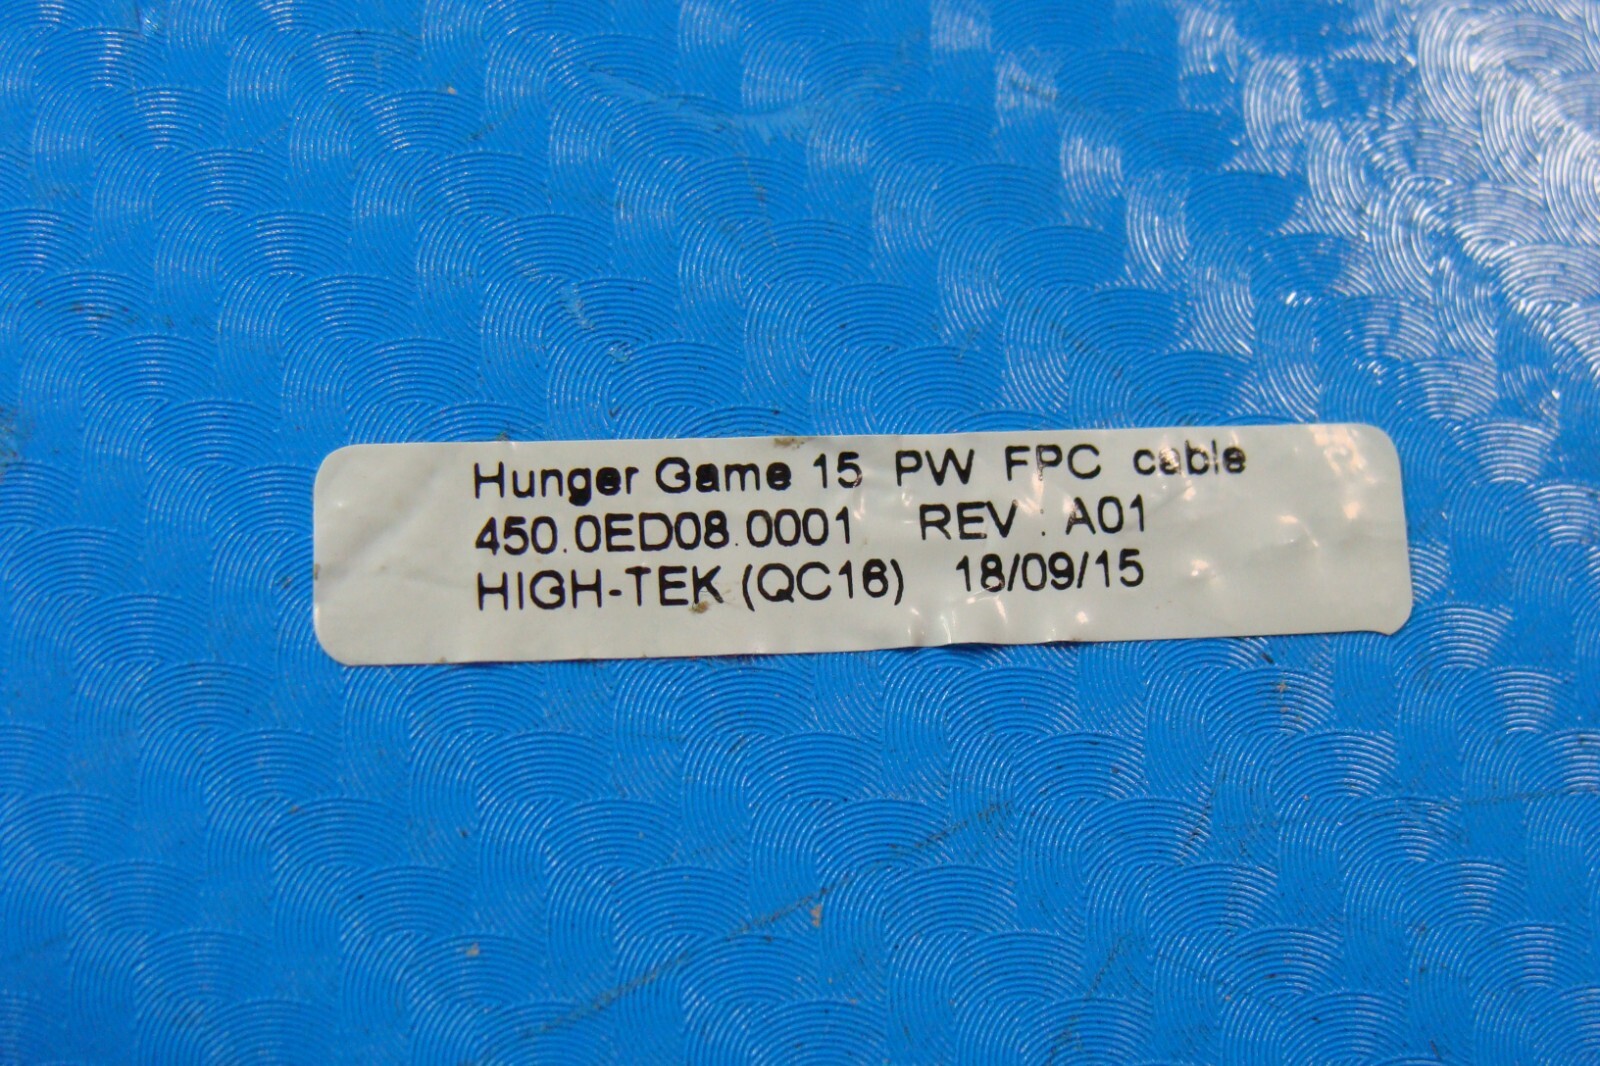 Hunger Game 15 PW FPC cable
450.0ED08.0001 REV : A01
HIGH-TEK (QC16) 18/09/15